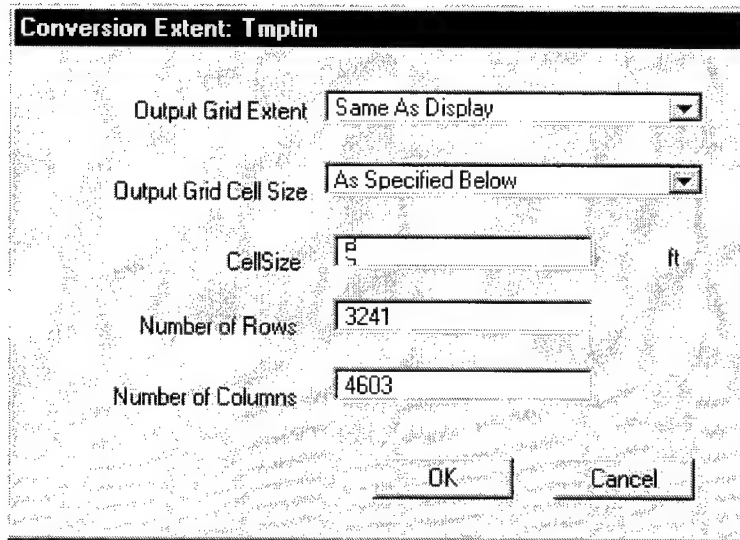 Conversion Extent: Tmptin
Output Grid Extent Same As Display
Output Grid Cell Size As Specified Below
CellSize ft
Number of Rows 3241
Number of Columns 4603
OK Cancel